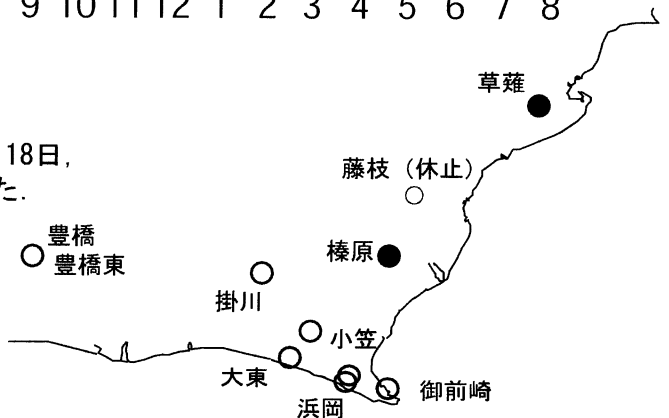 9 10 11 12 1 2 3 4 5 6 7 8
草薙
18日，
藤枝（休止）
た．
豊橋
豊橋東
榛原
掛川
小笠
大東
御前崎
浜岡